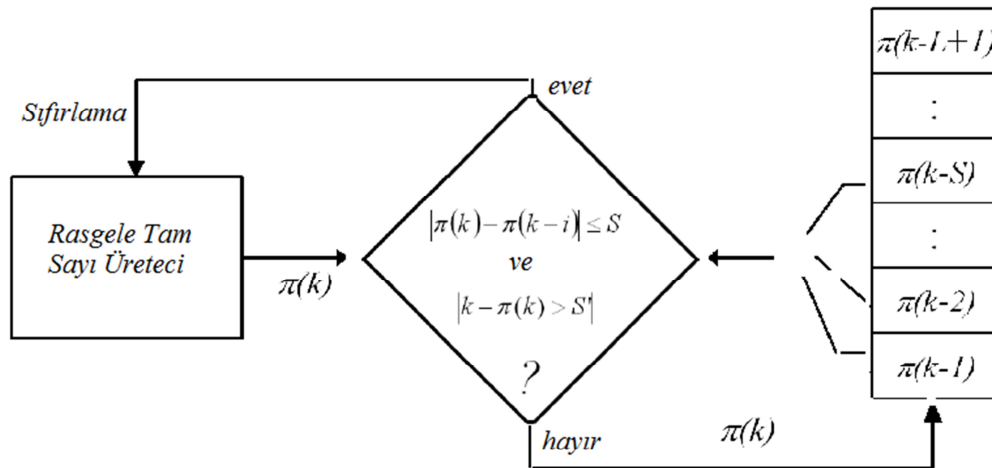 Sıfırlama
evet
Rasgele Tam
Sayı Üreteci
π(k)
|π(k)−π(k−i)|≤S
ve
|k−π(k)>S'|
?
hayır
π(k)
π(k-L+1)
:
π(k-S)
:
π(k-2)
π(k-1)